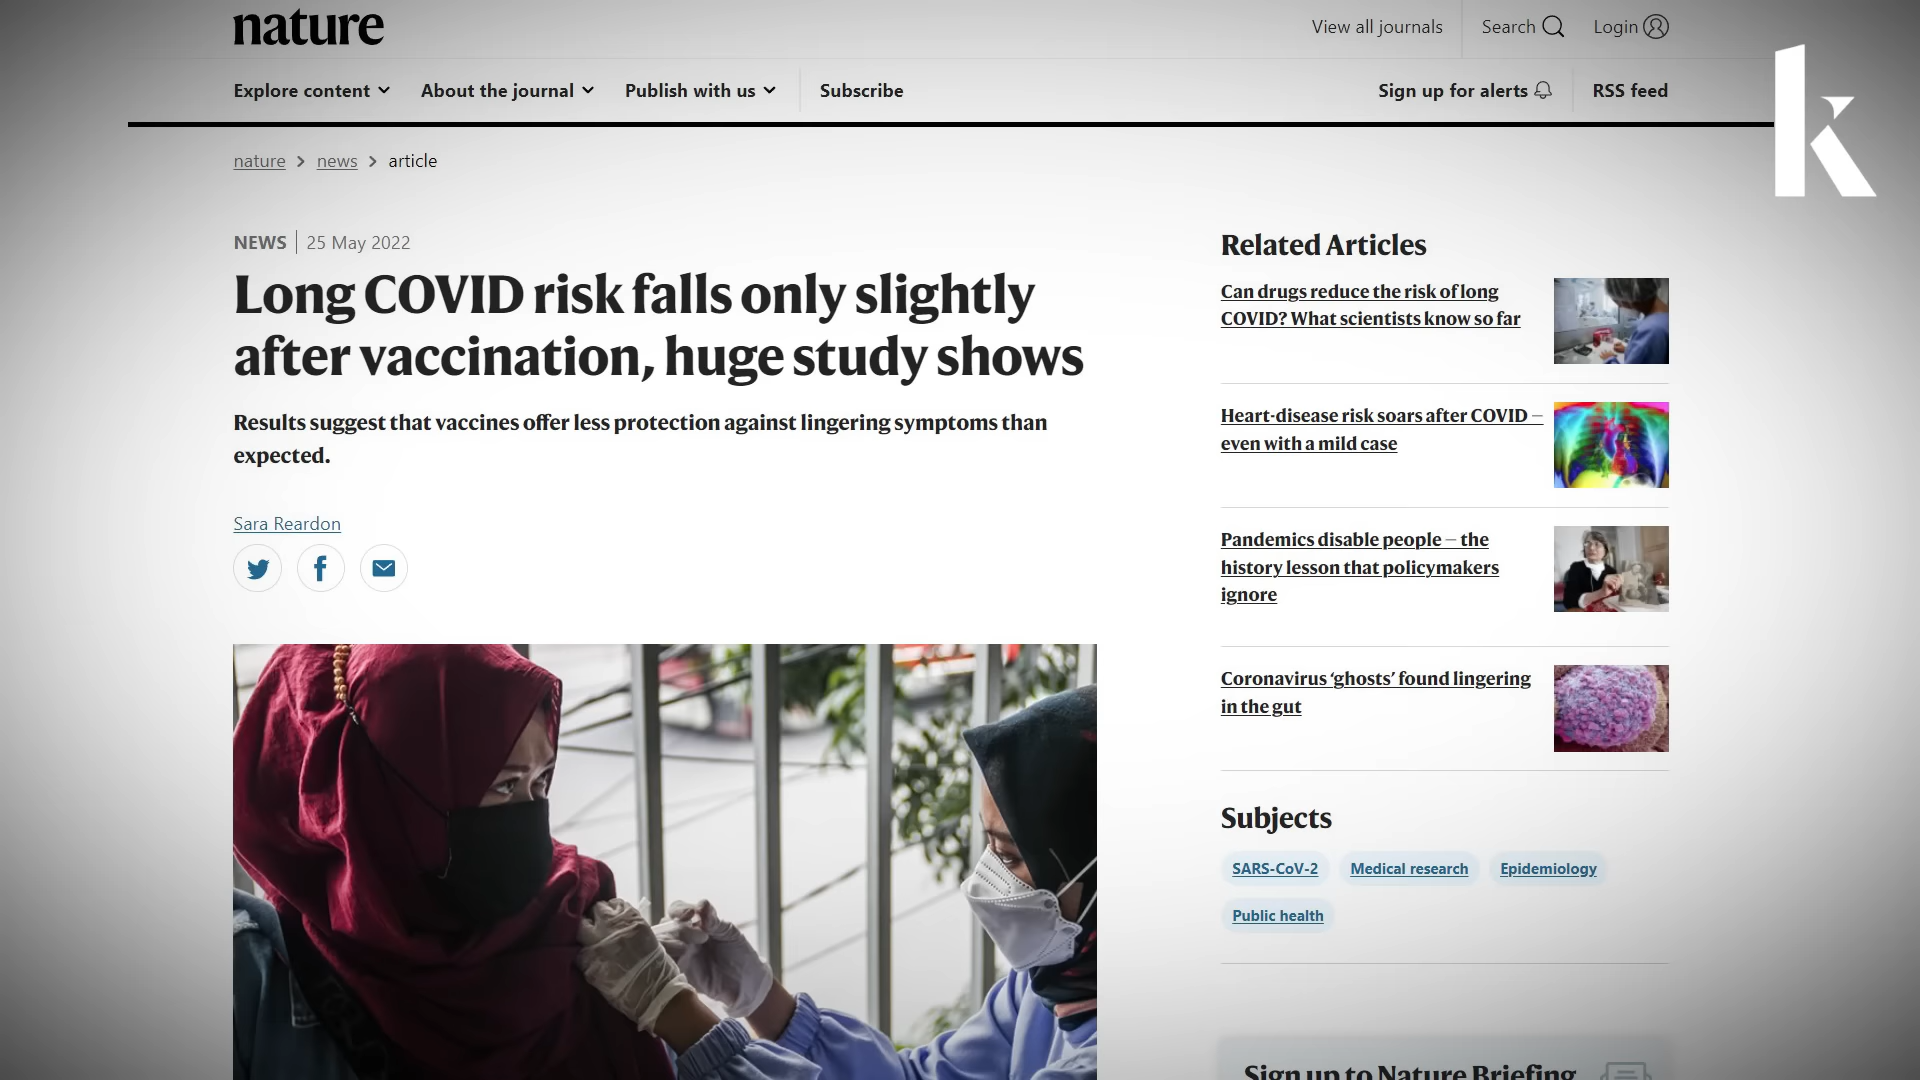 nature
View all journals
Search
Login
Explore content
About the journal
Publish with us
Subscribe
Sign up for alerts
RSS feed
nature > news > article
NEWS | 25 May 2022
Long COVID risk falls only slightly
after vaccination, huge study shows
Results suggest that vaccines offer less protection against lingering symptoms than
expected.
Sara Reardon
Related Articles
Can drugs reduce the risk of long
COVID? What scientists know so far
Heart-disease risk soars after COVID —
even with a mild case
Pandemics disable people — the
history lesson that policymakers
ignore
Coronavirus ‘ghosts’ found lingering
in the gut
Subjects
SARS-CoV-2
Medical research
Epidemiology
Public health
Sign up to Nature Briefing
k